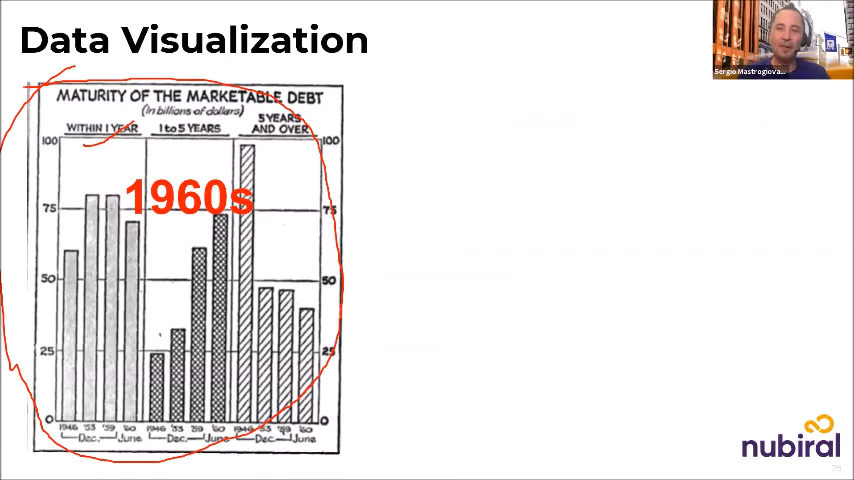 Data Visualization
Sergio Mastrogiova...
MATURITY OF THE MARKETABLE DEBT
(In billions of dollars)
WITHIN 1 YEAR 1 to 5 YEARS 5 YEARS AND OVER
100 100
1960s
75 75
50 50
25 25
0 0
1946 '53 '59 '60 1946 '53 '59 '60 1946 '53 '59 '60
Dec. June Dec. June Dec. June
nubiral
25